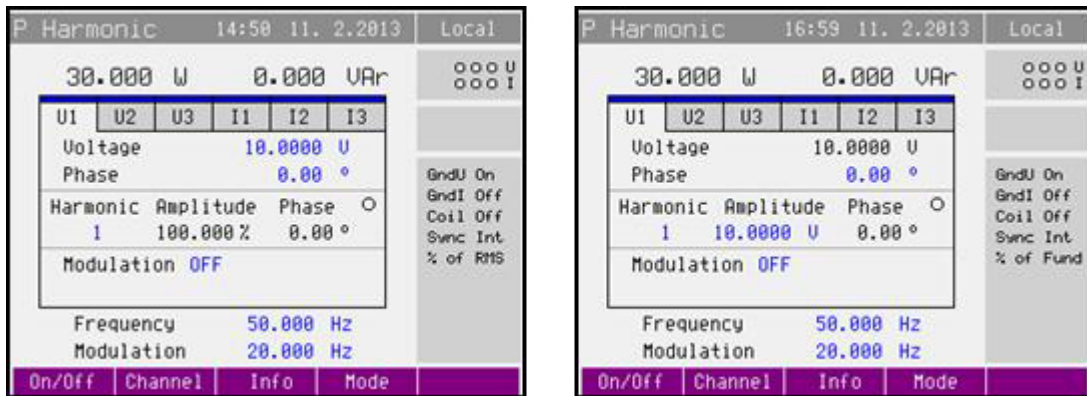 P Harmonic 14:50 11. 2.2013 Local
30.000 W 0.000 VAr
000 U
000 I
U1 U2 U3 I1 I2 I3
Voltage 10.0000 V
Phase 0.00 °
Harmonic Amplitude Phase
1 100.000 % 0.00 °
Modulation OFF
Frequency 50.000 Hz
Modulation 20.000 Hz
GndU On
GndI Off
Coil Off
Sync Int
% of RMS
On/Off Channel Info Mode
P Harmonic 16:59 11. 2.2013 Local
30.000 W 0.000 VAr
000 U
000 I
U1 U2 U3 I1 I2 I3
Voltage 10.0000 V
Phase 0.00 °
Harmonic Amplitude Phase
1 10.0000 V 0.00 °
Modulation OFF
Frequency 50.000 Hz
Modulation 20.000 Hz
GndU On
GndI Off
Coil Off
Sync Int
% of Fund
On/Off Channel Info Mode